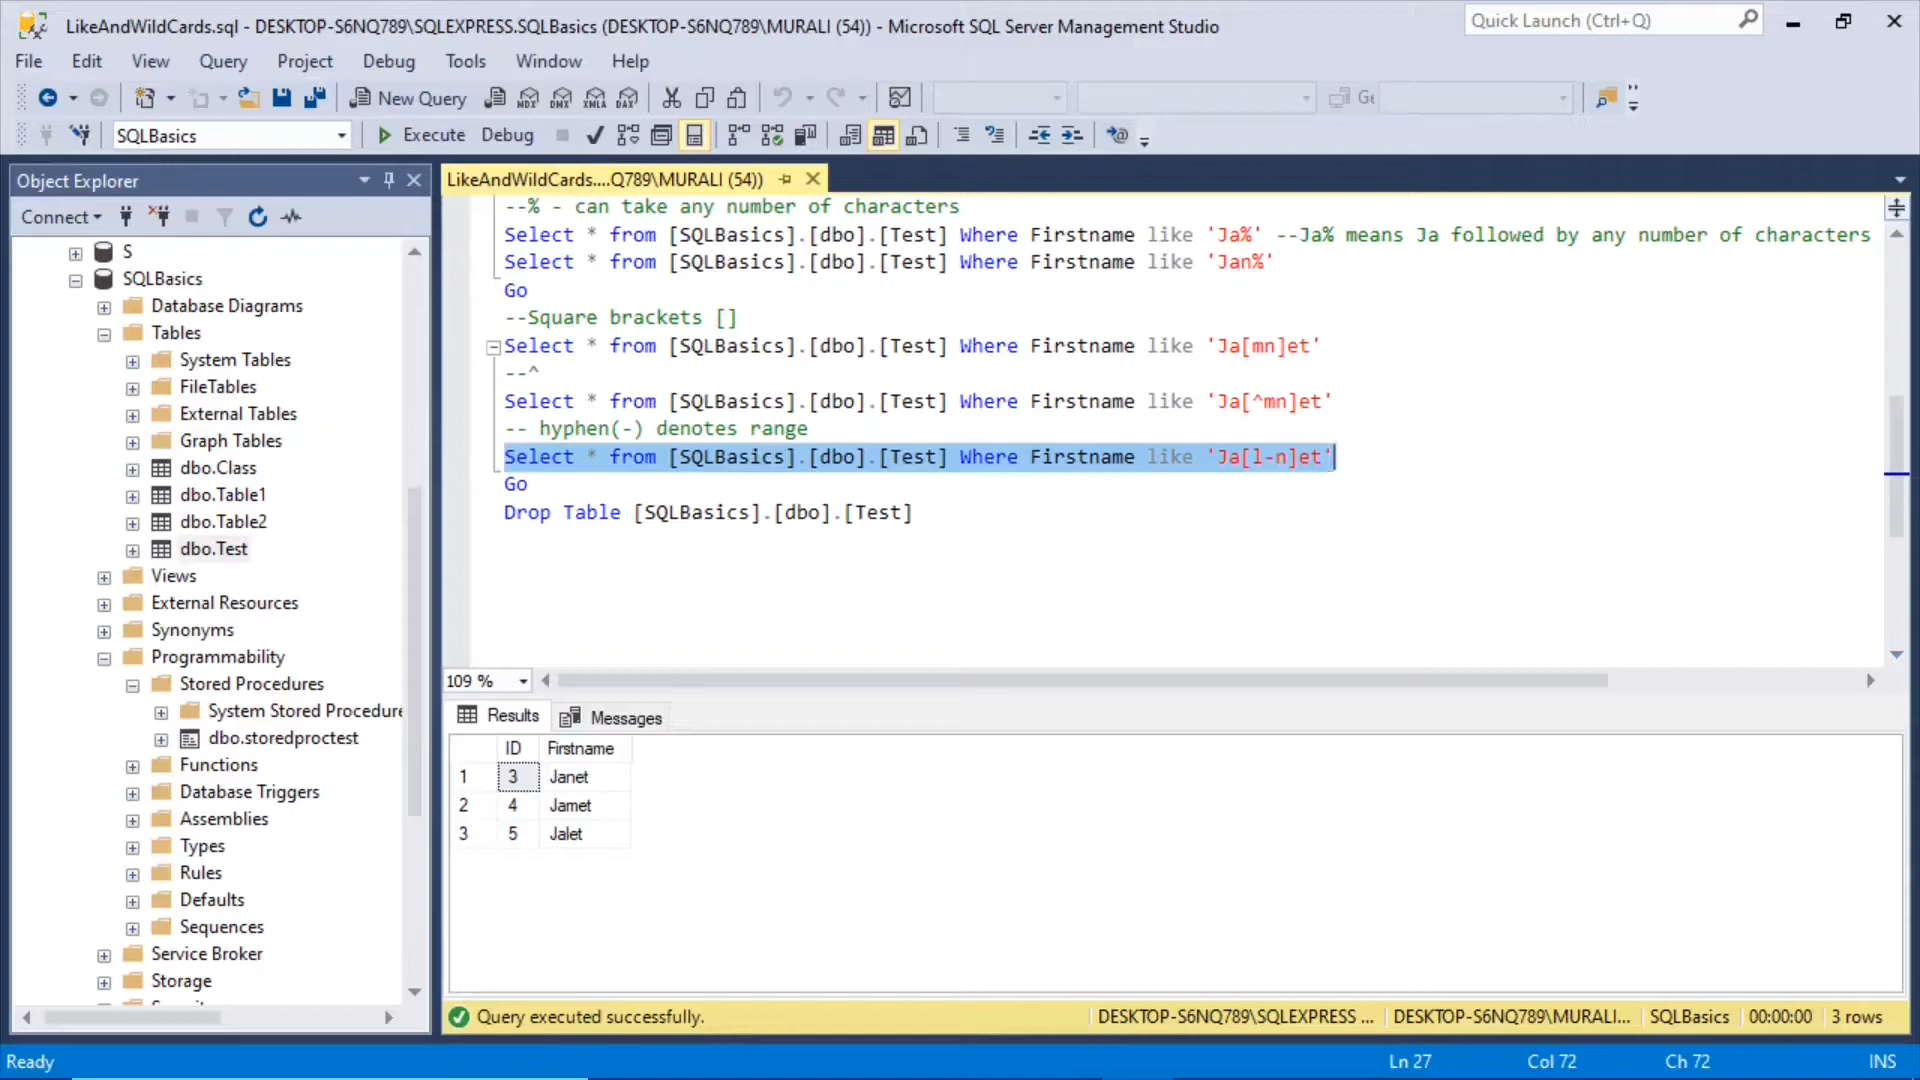 LikeAndWildCards.sql - DESKTOP-S6NQ789\SQLEXPRESS.SQLBasics (DESKTOP-S6NQ789\MURALI (54)) - Microsoft SQL Server Management Studio
Quick Launch (Ctrl+Q)
File Edit View Query Project Debug Tools Window Help
New Query MDX DMX XMLA DAX
SQLBasics Execute Debug
Object Explorer
LikeAndWildCards....Q789\MURALI (54))
Connect
S
SQLBasics
Database Diagrams
Tables
System Tables
FileTables
External Tables
Graph Tables
dbo.Class
dbo.Table1
dbo.Table2
dbo.Test
Views
External Resources
Synonyms
Programmability
Stored Procedures
System Stored Procedure
dbo.storedproctest
Functions
Database Triggers
Assemblies
Types
Rules
Defaults
Sequences
Service Broker
Storage
--% - can take any number of characters
Select * from [SQLBasics].[dbo].[Test] Where Firstname like 'Ja%' --Ja% means Ja followed by any number of characters
Select * from [SQLBasics].[dbo].[Test] Where Firstname like 'Jan%'
Go
--Square brackets []
Select * from [SQLBasics].[dbo].[Test] Where Firstname like 'Ja[mn]et'
--^
Select * from [SQLBasics].[dbo].[Test] Where Firstname like 'Ja[^mn]et'
-- hyphen(-) denotes range
Select * from [SQLBasics].[dbo].[Test] Where Firstname like 'Ja[l-n]et'
Go
Drop Table [SQLBasics].[dbo].[Test]
109 %
Results Messages
ID Firstname
1 3 Janet
2 4 Jamet
3 5 Jalet
Query executed successfully. DESKTOP-S6NQ789\SQLEXPRESS ... DESKTOP-S6NQ789\MURALI... SQLBasics 00:00:00 3 rows
Ready Ln 27 Col 72 Ch 72 INS